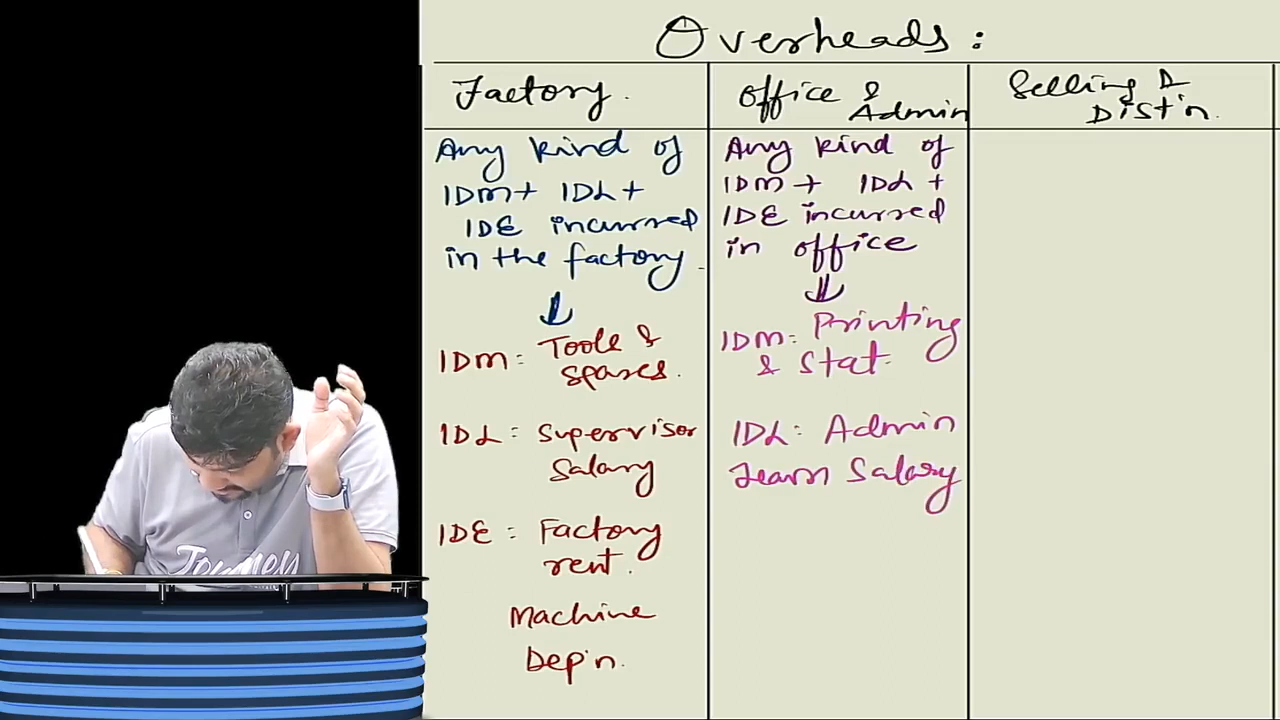 Overheads:
Factory.
Any kind of
IDM+ IDL+
IDE incurred
in the factory.
IDM: Tools &
spares.
IDL: Supervisor
Salary
IDE: Factory
rent.
Machine
Dep'n.
Office &
Admin
Any kind of
IDM + IDL +
IDE incurred
in office
IDM: Printing
& Stat.
IDL: Admin
Team Salary
Selling &
Dist'n.
Journey